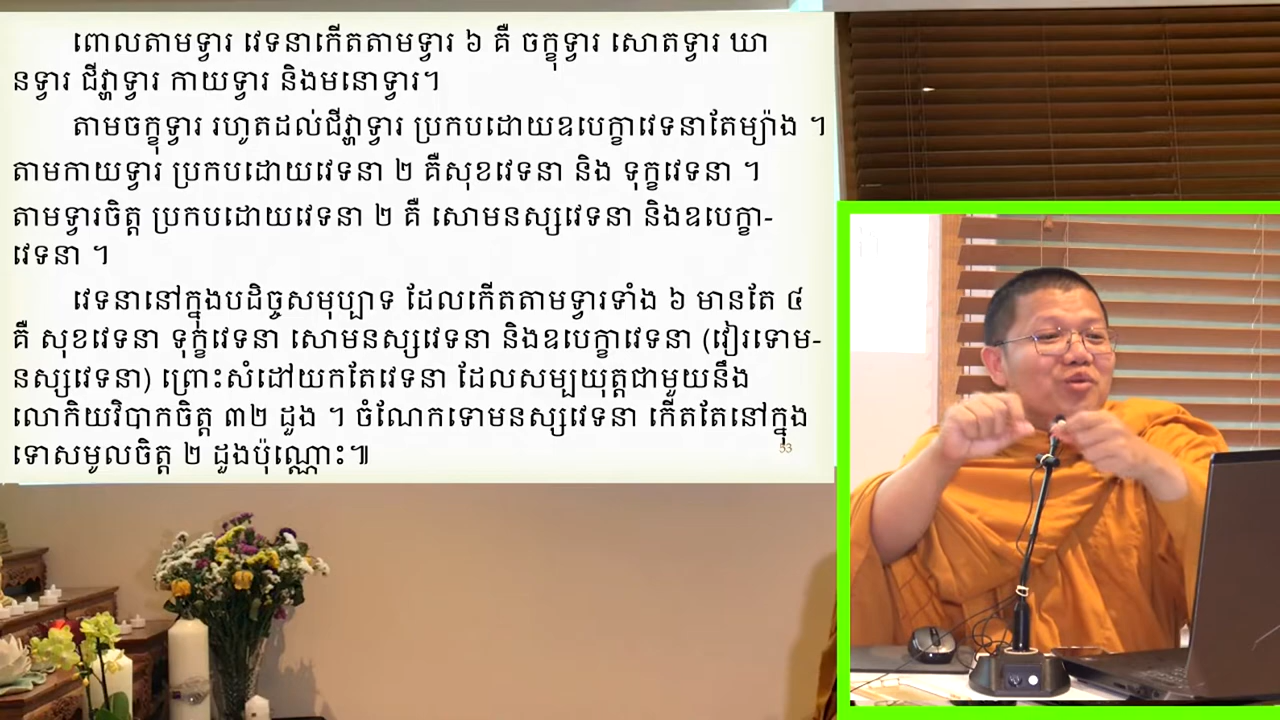 ពោលតាមទ្វារ វេទនាកើតតាមទ្វារ ៦ គឺ ចក្ខុទ្វារ សោតទ្វារ ឃា
នទ្វារ ជីវ្ហាទ្វារ កាយទ្វារ និងមនោទ្វារ។
តាមចក្ខុទ្វារ រហូតដល់ជីវ្ហាទ្វារ ប្រកបដោយឧបេក្ខាវេទនាតែម្យ៉ាង ។
តាមកាយទ្វារ ប្រកបដោយវេទនា ២ គឺសុខវេទនា និង ទុក្ខវេទនា ។
តាមទ្វារចិត្ត ប្រកបដោយវេទនា ២ គឺ សោមនស្សវេទនា និងឧបេក្ខា-
វេទនា ។
វេទនានៅក្នុងបដិច្ចសមុប្បាទ ដែលកើតតាមទ្វារទាំង ៦ មានតែ ៤
គឺ សុខវេទនា ទុក្ខវេទនា សោមនស្សវេទនា និងឧបេក្ខាវេទនា (វៀរទោម-
នស្សវេទនា) ព្រោះសំដៅយកតែវេទនា ដែលសម្បយុត្តជាមួយនឹង
លោកិយវិបាកចិត្ត ៣២ ដួង ។ ចំណែកទោមនស្សវេទនា កើតតែនៅក្នុង
ទោសមូលចិត្ត ២ ដួងប៉ុណ្ណោះ៕
53